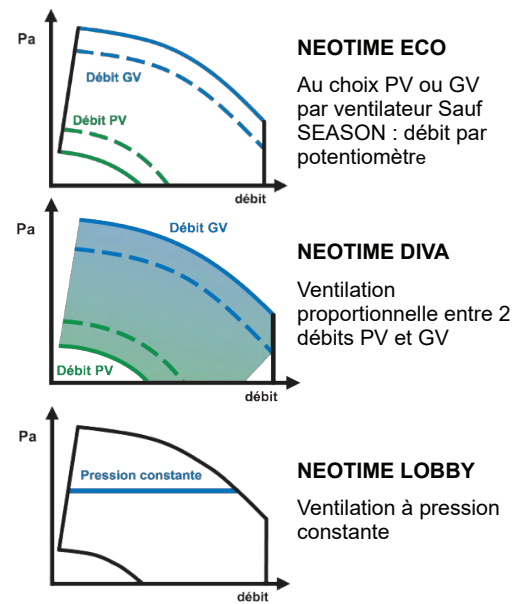 Pa
Débit GV
Débit PV
débit
NEOTIME ECO
Au choix PV ou GV
par ventilateur Sauf
SEASON : débit par
potentiomètre
Pa
Débit GV
Débit PV
débit
NEOTIME DIVA
Ventilation
proportionnelle entre 2
débits PV et GV
Pa
Pression constante
débit
NEOTIME LOBBY
Ventilation à pression
constante